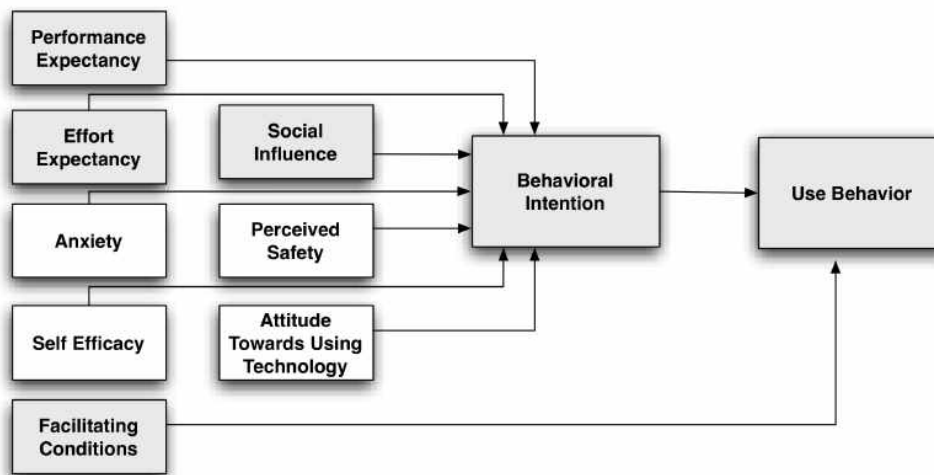 Performance
Expectancy
Effort
Expectancy
Social
Influence
Behavioral
Intention
Use Behavior
Anxiety
Perceived
Safety
Self Efficacy
Attitude
Towards Using
Technology
Facilitating
Conditions